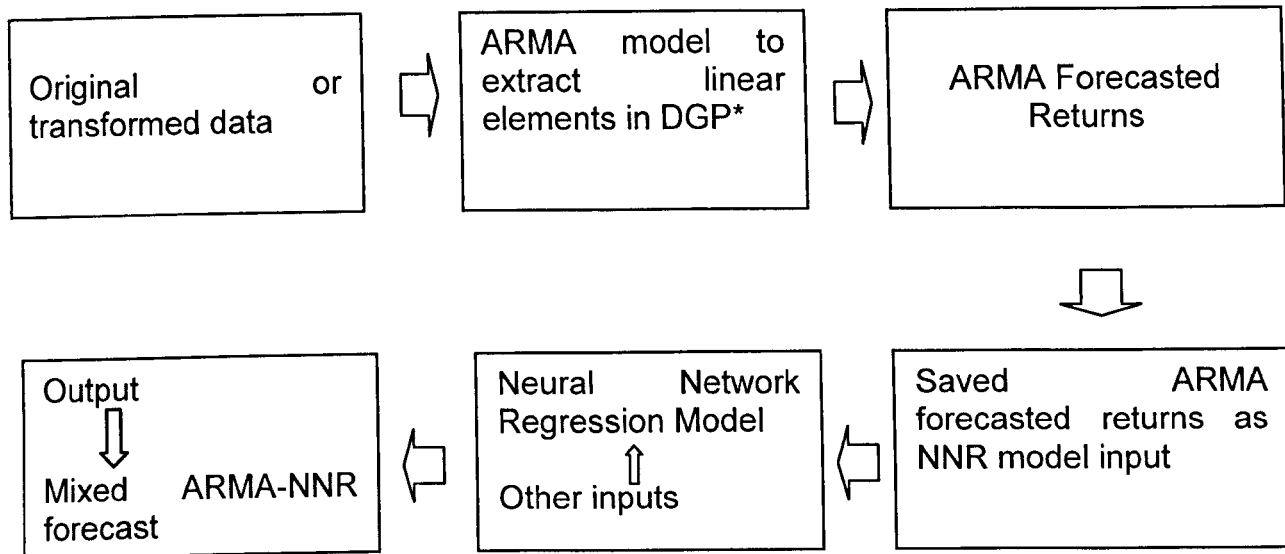 Original or
transformed data
ARMA model to
extract linear
elements in DGP*
ARMA Forecasted
Returns
Saved ARMA
forecasted returns as
NNR model input
Neural Network
Regression Model
Other inputs
Output
Mixed ARMA-NNR
forecast